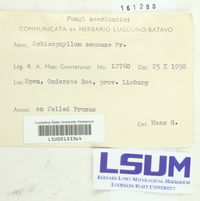 161288
Fungi neerlandici
COMMUNICATA ex HERBARIO LUGDUNO-BATAVO
Nom. Schizophyllum commune Fr.
Leg. R. A. Maas Geesteranus No. 12760 Dat. 25 X 1958
Loc. Epen, Onderste Bos, prov. Limburg
Annot. on felled Prunus
Det. Maas G.
Louisiana State University Herbarium
LSU00153364
LSUM
BERNARD LOWY MYCOLOGICAL HERBARIUM
LOUISIANA STATE UNIVERSITY